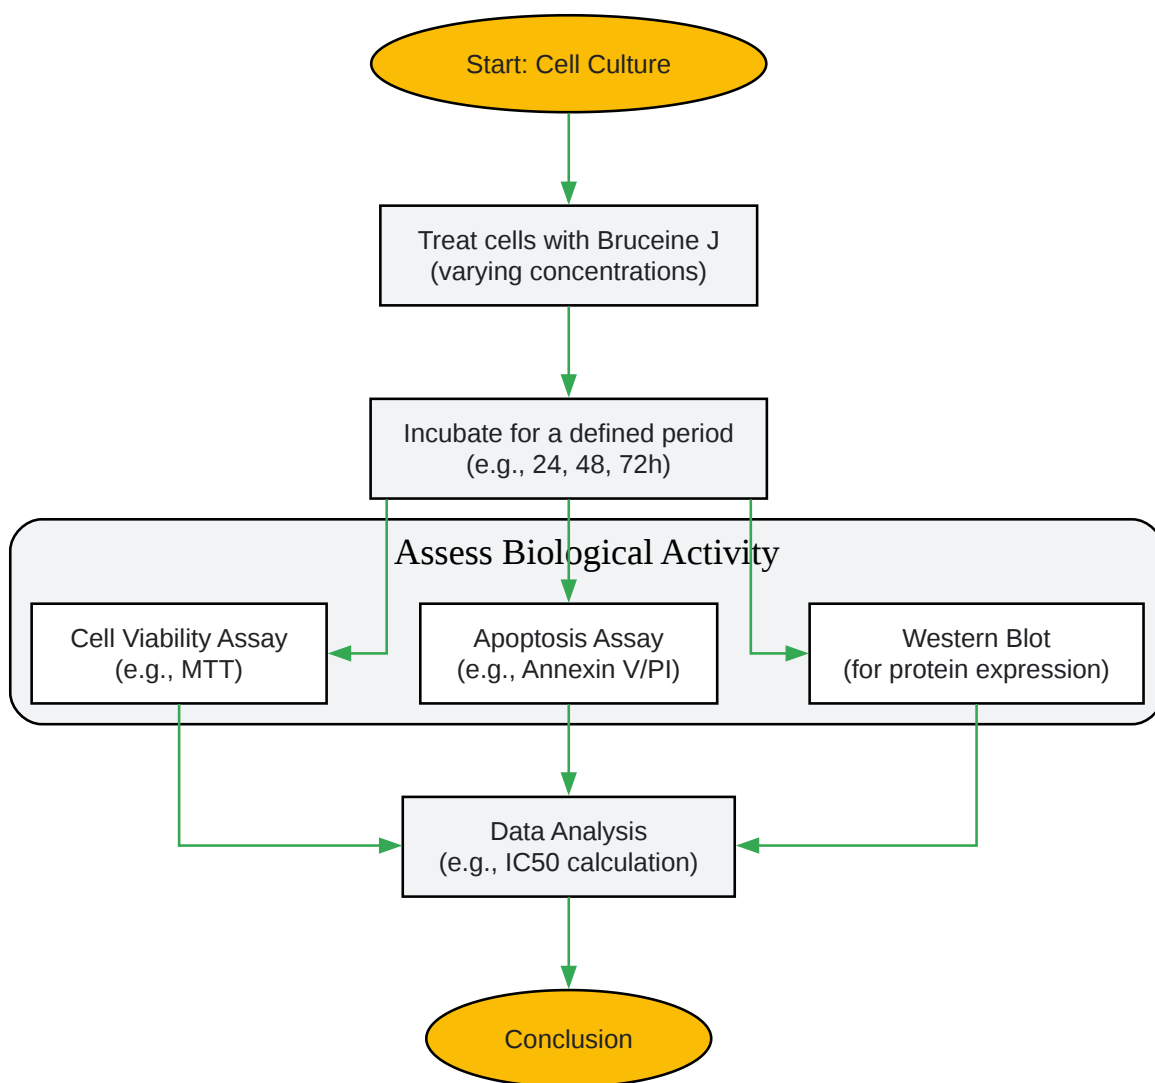 Start: Cell Culture
Treat cells with Bruceine J
(varying concentrations)
Incubate for a defined period
(e.g., 24, 48, 72h)
Assess Biological Activity
Cell Viability Assay
(e.g., MTT)
Apoptosis Assay
(e.g., Annexin V/PI)
Western Blot
(for protein expression)
Data Analysis
(e.g., IC50 calculation)
Conclusion